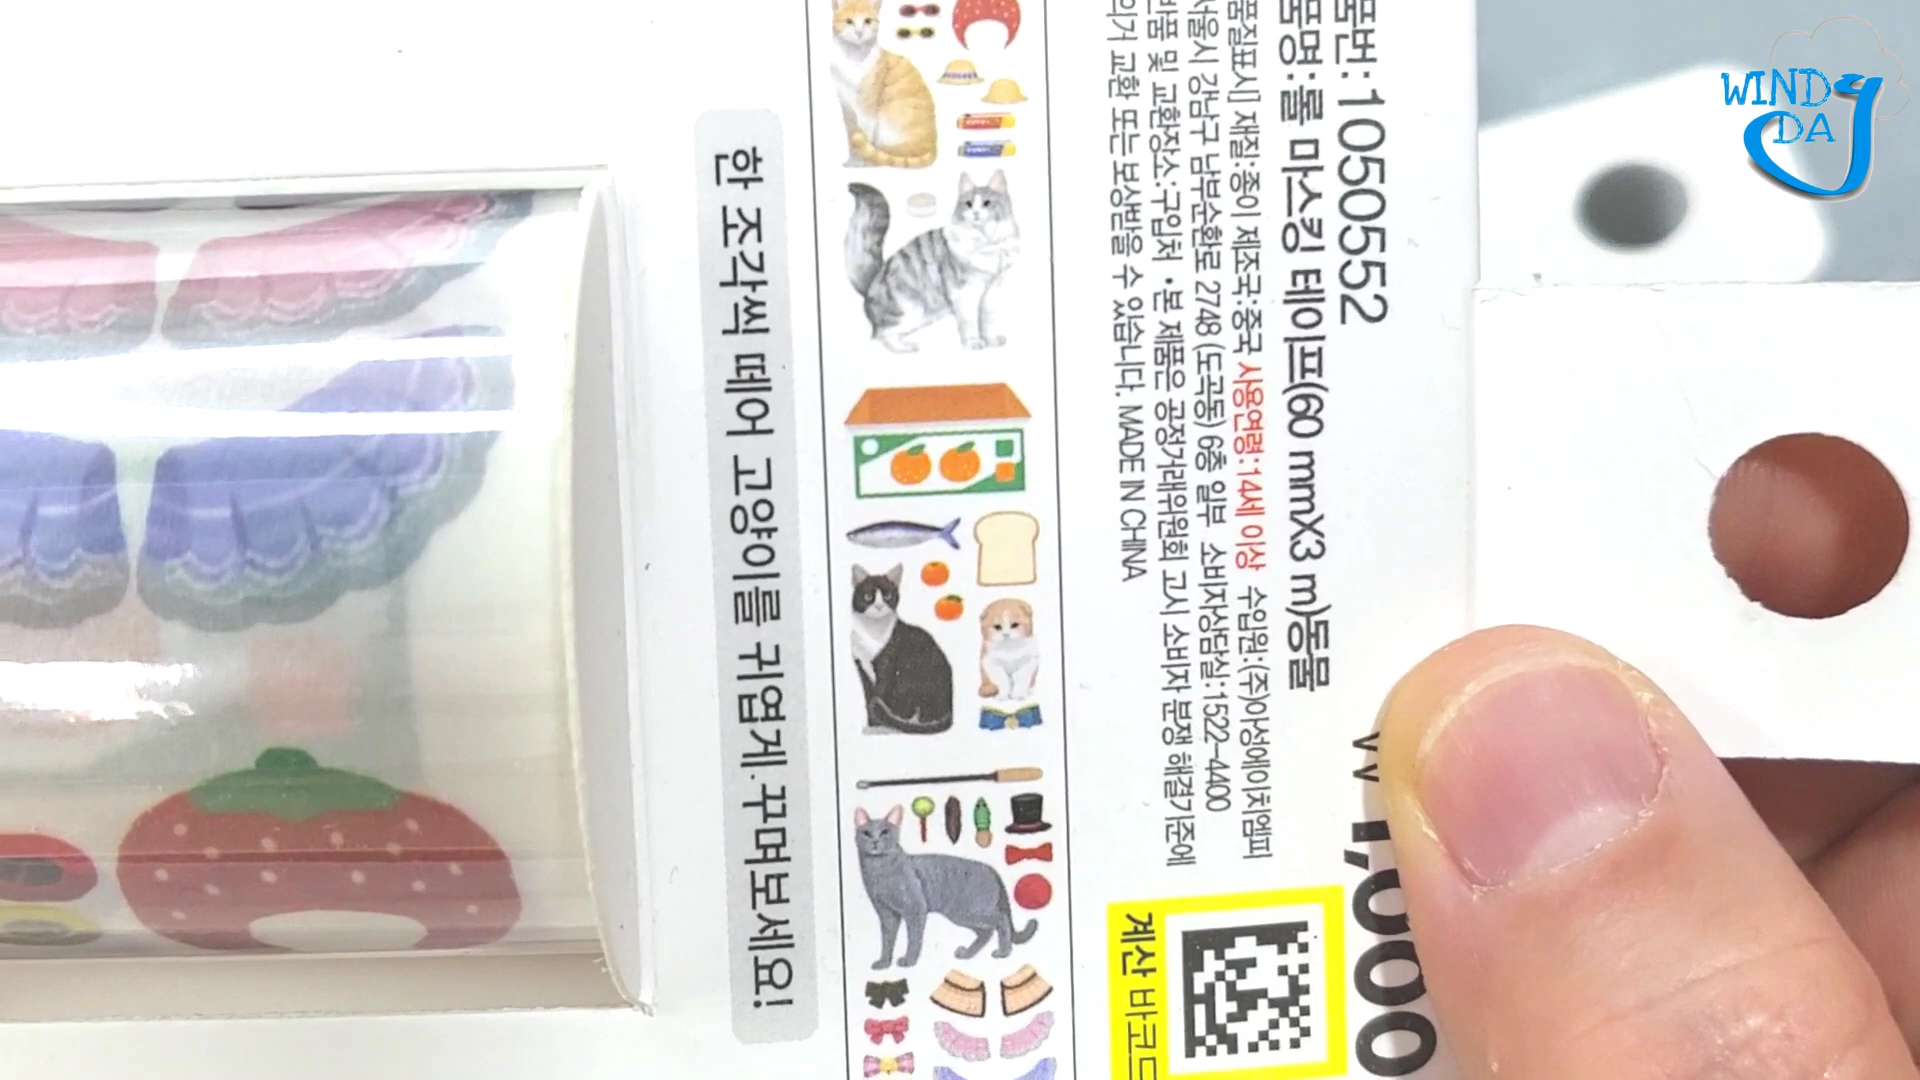 WINDY
DA
품번:1050552
품명:롤 마스킹 테이프(60 mmX3 m)동물
품질표시] 재질:종이 제조국:중국 사용연령:14세 이상 수입원:(주)아성에이치엠피
서울시 강남구 남부순환로 2748 (도곡동) 6층 일부 소비자상담실:1522-4400
반품 및 교환장소:구입처 • 본 제품은 공정거래위원회 고시 소비자 분쟁 해결기준에
의거 교환 또는 보상받을 수 있습니다. MADE IN CHINA
₩1,000
계산 바코드
한 조각씩 떼어 고양이를 귀엽게 꾸며보세요!